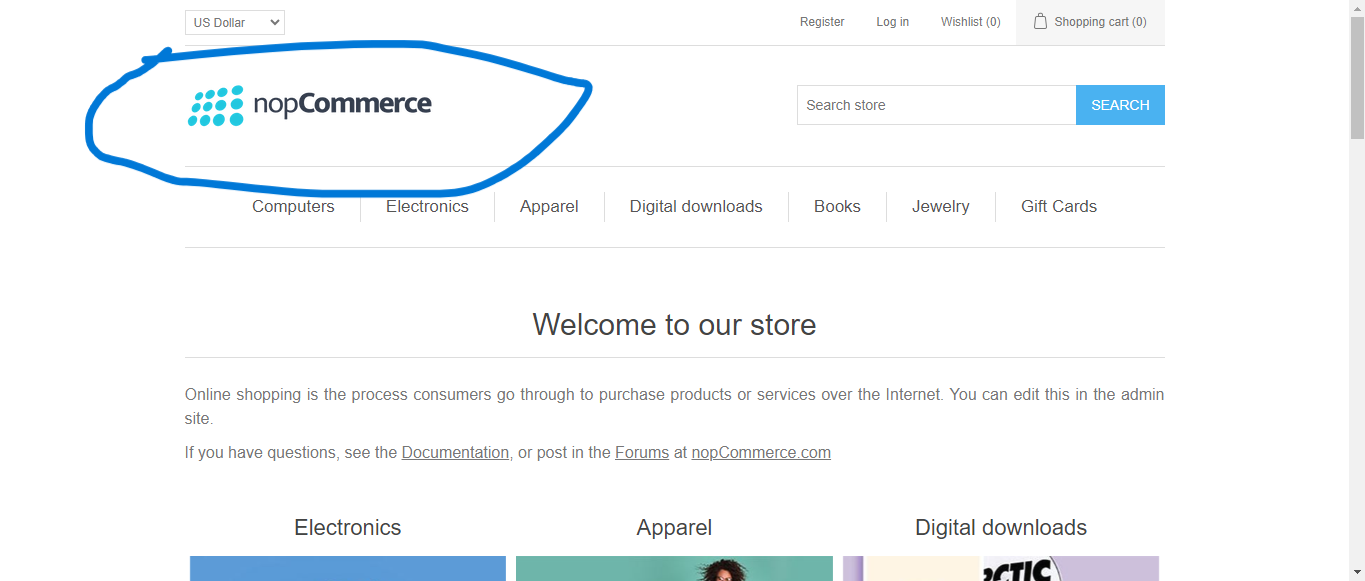 US Dollar Register Log in Wishlist (0) Shopping cart (0)
nopCommerce Search store SEARCH
Computers Electronics Apparel Digital downloads Books Jewelry Gift Cards
Welcome to our store
Online shopping is the process consumers go through to purchase products or services over the Internet. You can edit this in the admin
site.
If you have questions, see the Documentation, or post in the Forums at nopCommerce.com
Electronics Apparel Digital downloads